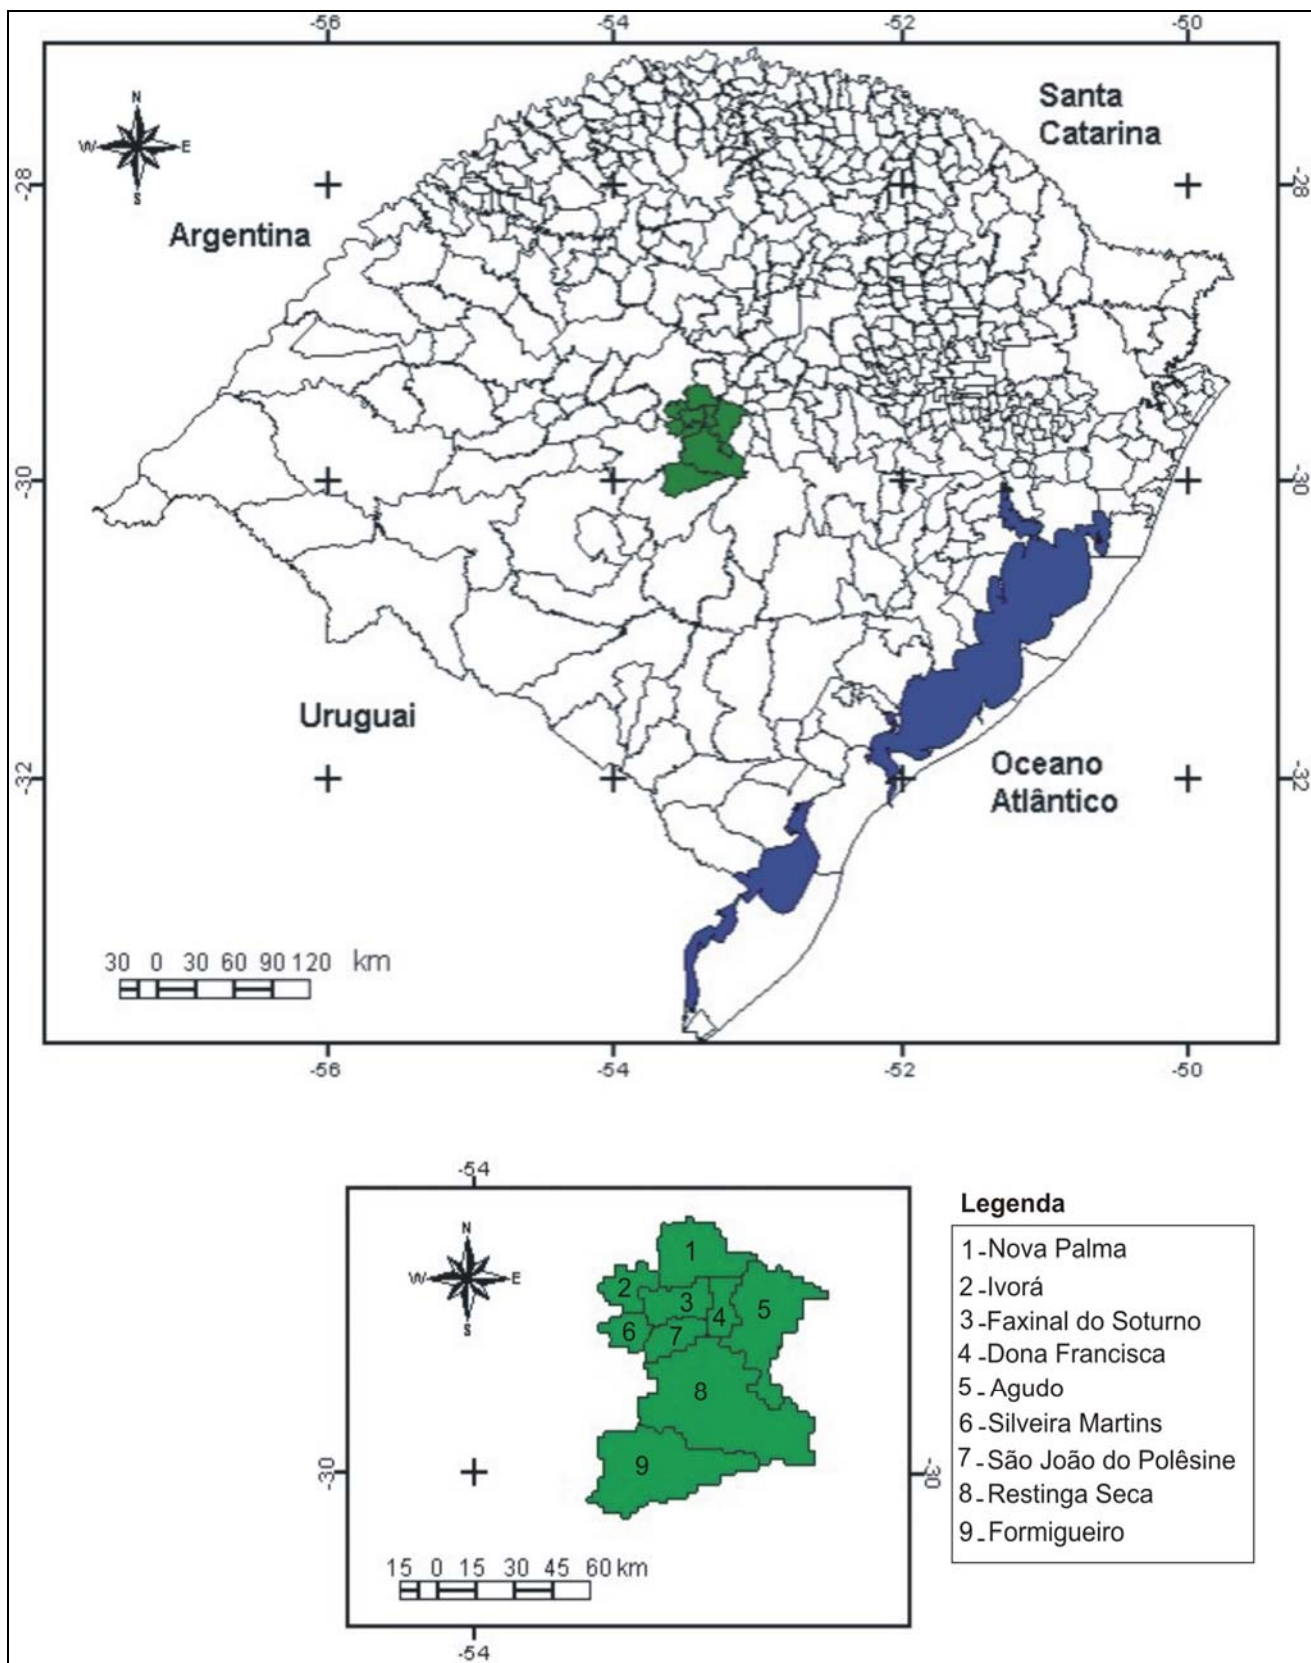 -56 -54 -52 -50
Santa
Catarina
N
W E
S
-28 -28
Argentina
-30 -30
Uruguai
Oceano
Atlântico
-32 -32
30 0 30 60 90 120 km
-56 -54 -52 -50
-54
N
W E
S
1
2
3
4
5
6
7
8
9
-30 -30
15 0 15 30 45 60 km
-54
Legenda
1-Nova Palma
2-Ivorá
3-Faxinal do Soturno
4-Dona Francisca
5-Agudo
6-Silveira Martins
7-São João do Polêsine
8-Restinga Seca
9-Formigueiro